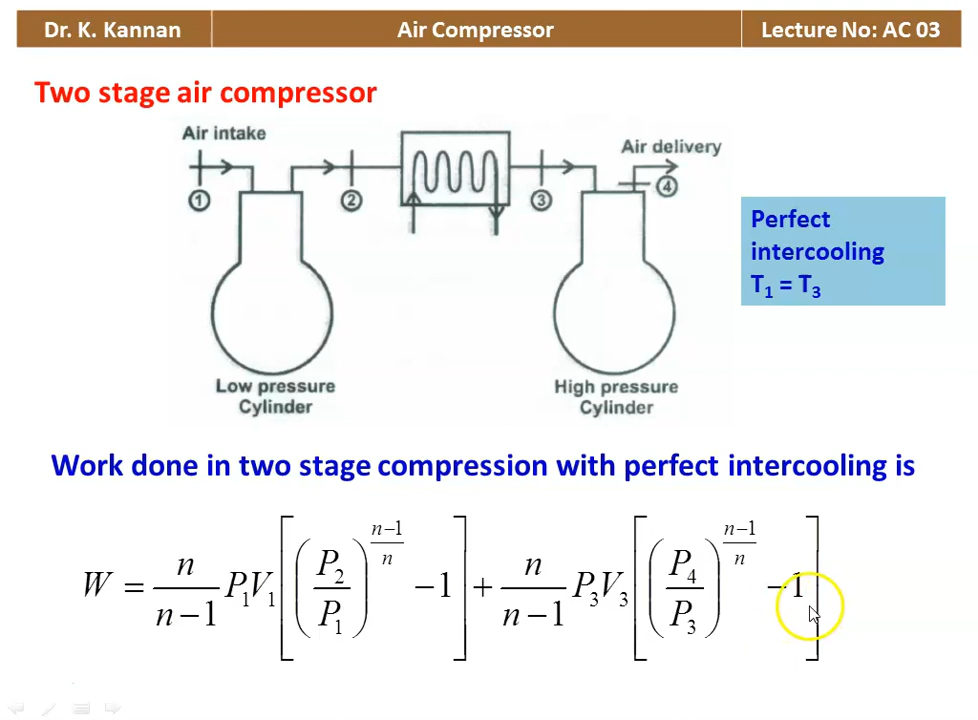 Dr. K. Kannan
Air Compressor
Lecture No: AC 03
Two stage air compressor
Air intake
Air delivery
1
2
3
4
Perfect
intercooling
T₁ = T₃
Low pressure
Cylinder
High pressure
Cylinder
Work done in two stage compression with perfect intercooling is
W = n/(n−1) P₁V₁ [(P₂/P₁)^((n−1)/n) − 1] + n/(n−1) P₃V₃ [(P₄/P₃)^((n−1)/n) − 1]